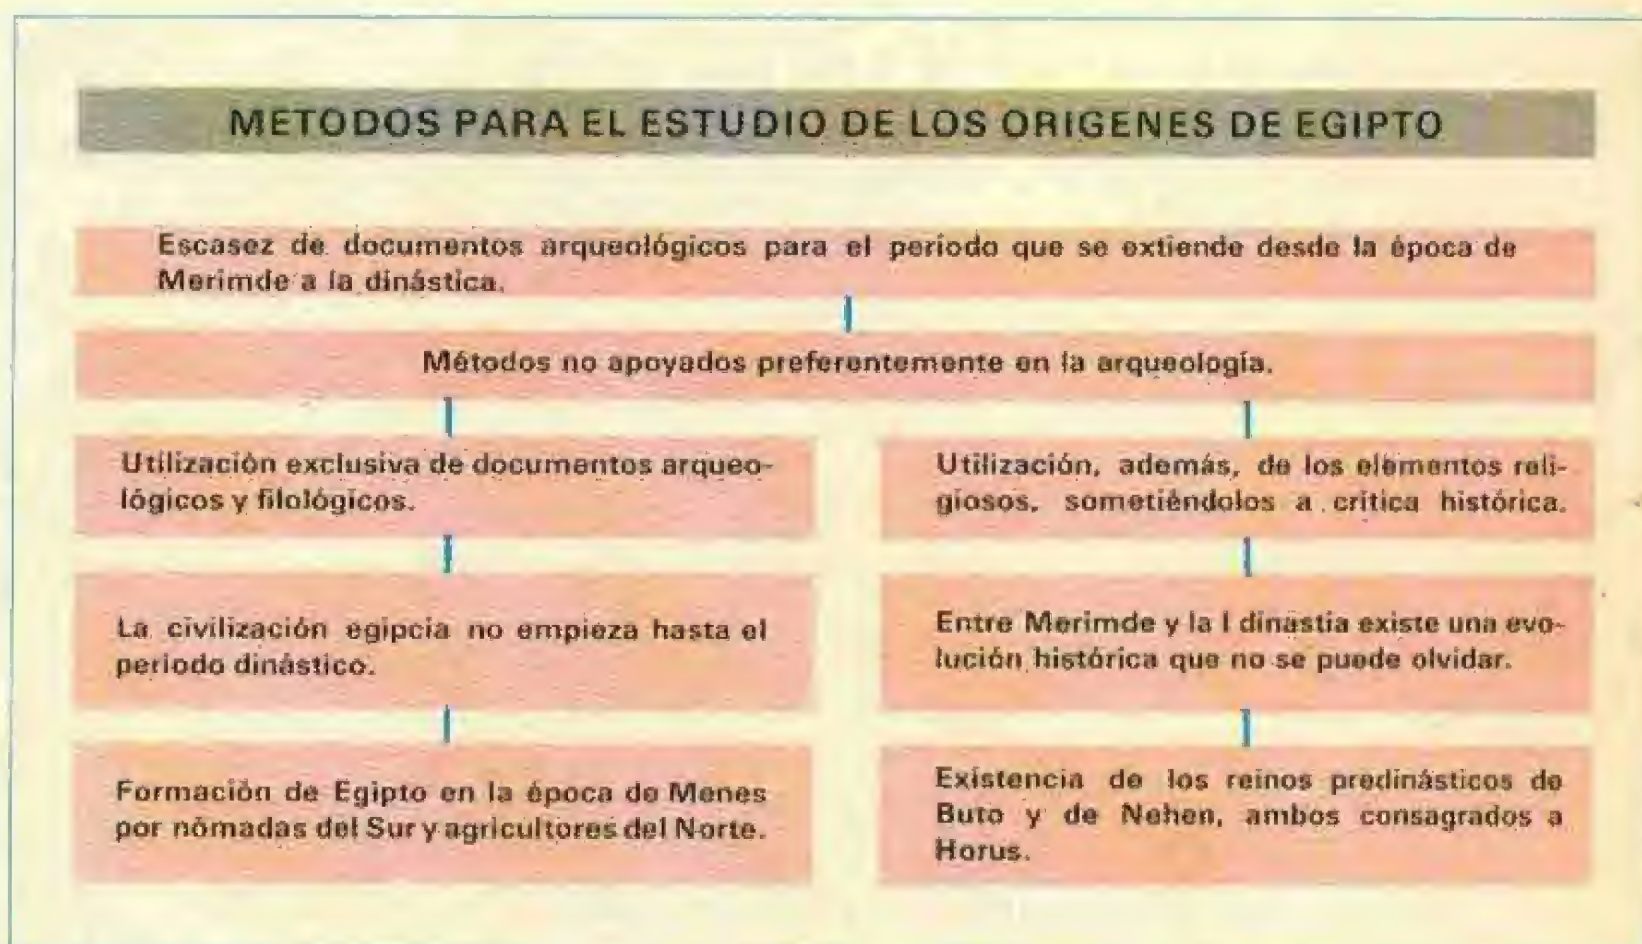 METODOS PARA EL ESTUDIO DE LOS ORIGENES DE EGIPTO
Escasez de documentos arqueológicos para el periodo que se extiende desde la época de
Merimde a la dinástica.
Métodos no apoyados preferentemente en la arqueología.
Utilización exclusiva de documentos arqueo-
lógicos y filológicos.
La civilización egipcia no empieza hasta el
periodo dinástico.
Formación de Egipto en la época de Menes
por nómadas del Sur y agricultores del Norte.
Utilización, además, de los elementos reli-
giosos, sometiéndolos a crítica histórica.
Entre Merimde y la I dinastía existe una evo-
lución histórica que no se puede olvidar.
Existencia de los reinos predinásticos de
Buto y de Nehen, ambos consagrados a
Horus.